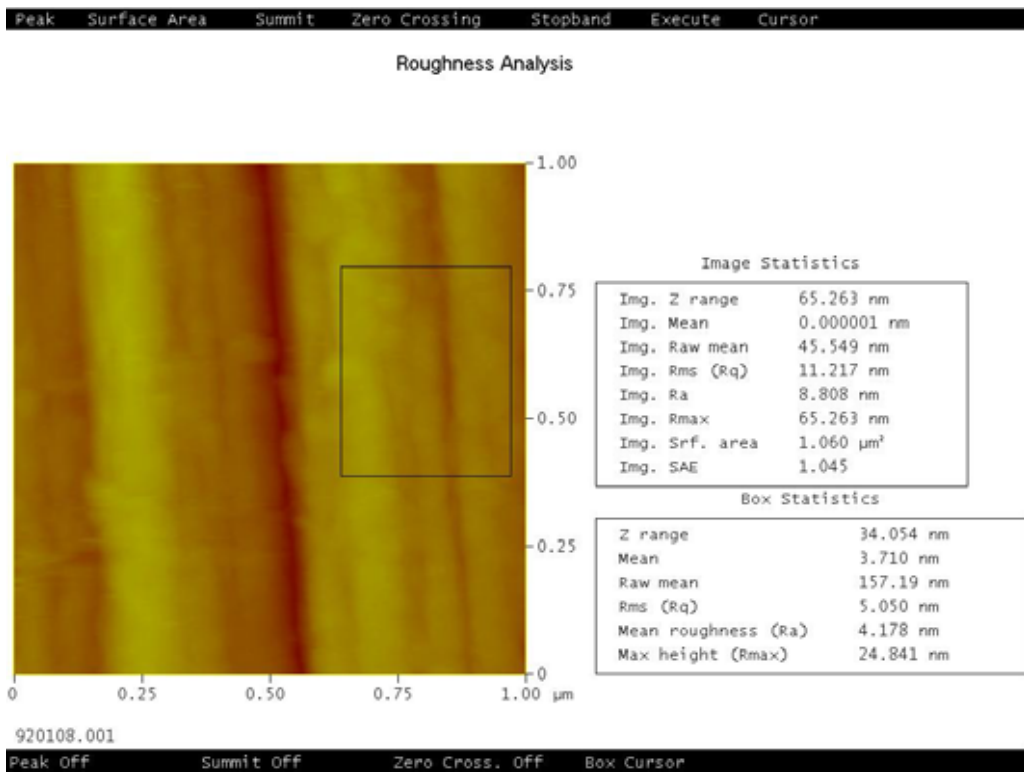 Peak Surface Area Summit Zero Crossing Stopband Execute Cursor
Roughness Analysis
1.00
0.75
0.50
0.25
0
0 0.25 0.50 0.75 1.00 μm
Image Statistics
Img. Z range 65.263 nm
Img. Mean 0.000001 nm
Img. Raw mean 45.549 nm
Img. Rms (Rq) 11.217 nm
Img. Ra 8.808 nm
Img. Rmax 65.263 nm
Img. Srf. area 1.060 μm²
Img. SAE 1.045
Box Statistics
Z range 34.054 nm
Mean 3.710 nm
Raw mean 157.19 nm
Rms (Rq) 5.050 nm
Mean roughness (Ra) 4.178 nm
Max height (Rmax) 24.841 nm
920108.001
Peak Off Summit Off Zero Cross. Off Box Cursor